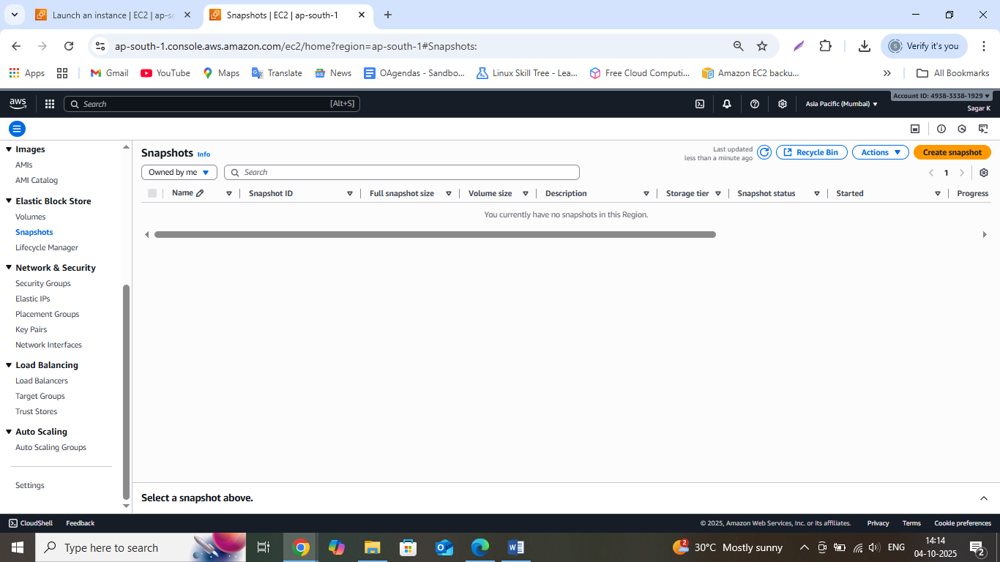 Launch an instance | EC2 | ap-sc
Snapshots | EC2 | ap-south-1
ap-south-1.console.aws.amazon.com/ec2/home?region=ap-south-1#Snapshots:
S
Verify it's you
Apps
Gmail
YouTube
Maps
Translate
News
OAgendas - Sandbo...
Linux Skill Tree - Lea...
Free Cloud Computi...
Amazon EC2 backu...
All Bookmarks
aws
Search
[Alt+S]
Asia Pacific (Mumbai)
Account ID: 4938-3338-1929
Sagar K
Images
AMIs
AMI Catalog
Elastic Block Store
Volumes
Snapshots
Lifecycle Manager
Network & Security
Security Groups
Elastic IPs
Placement Groups
Key Pairs
Network Interfaces
Load Balancing
Load Balancers
Target Groups
Trust Stores
Auto Scaling
Auto Scaling Groups
Settings
Snapshots Info
Last updated
less than a minute ago
Recycle Bin
Actions
Create snapshot
Owned by me
Search
1
Name
Snapshot ID
Full snapshot size
Volume size
Description
Storage tier
Snapshot status
Started
Progress
You currently have no snapshots in this Region.
Select a snapshot above.
CloudShell
Feedback
© 2025, Amazon Web Services, Inc. or its affiliates.
Privacy
Terms
Cookie preferences
Type here to search
2
30°C Mostly sunny
ENG
14:14
04-10-2025
2